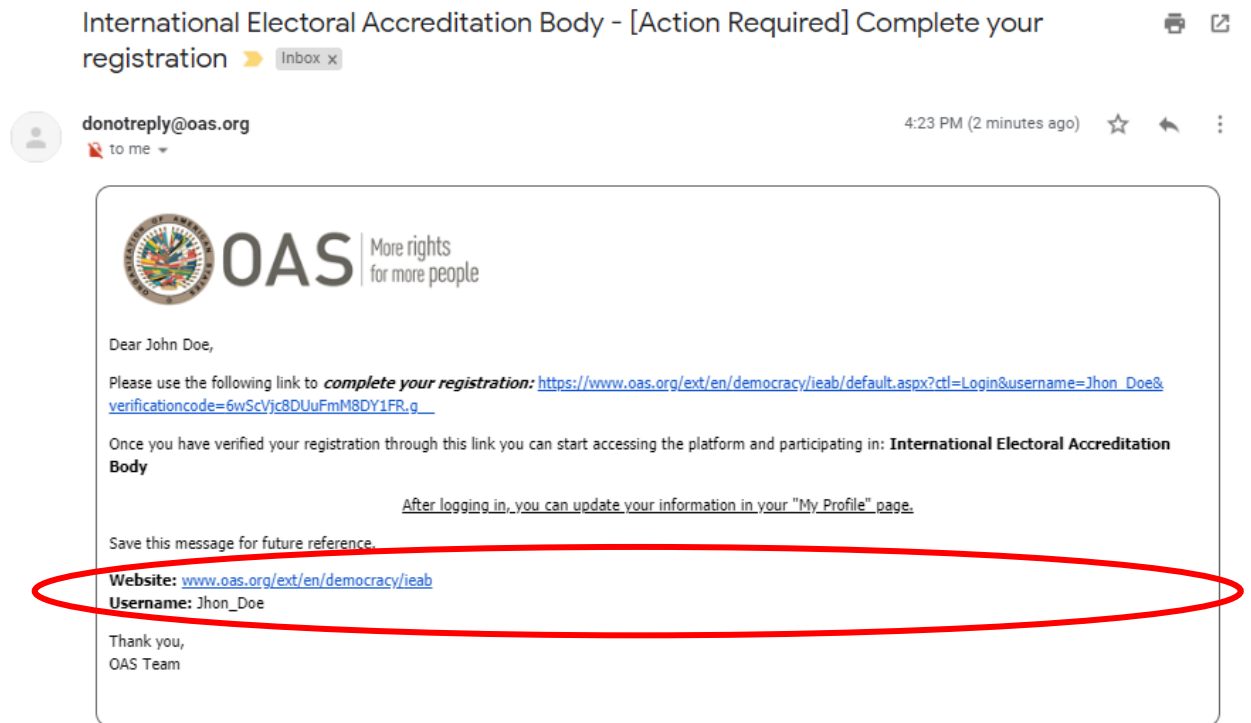 International Electoral Accreditation Body - [Action Required] Complete your
registration Inbox x
donotreply@oas.org 4:23 PM (2 minutes ago)
to me
ORGANIZATION OF AMERICAN STATES
OAS More rights
for more people
Dear John Doe,
Please use the following link to complete your registration: https://www.oas.org/ext/en/democracy/ieab/default.aspx?ctl=Login&username=Jhon_Doe&
verificationcode=6wScVjc8DUuFmM8DY1FR.g__
Once you have verified your registration through this link you can start accessing the platform and participating in: International Electoral Accreditation
Body
After logging in, you can update your information in your "My Profile" page.
Save this message for future reference.
Website: www.oas.org/ext/en/democracy/ieab
Username: Jhon_Doe
Thank you,
OAS Team